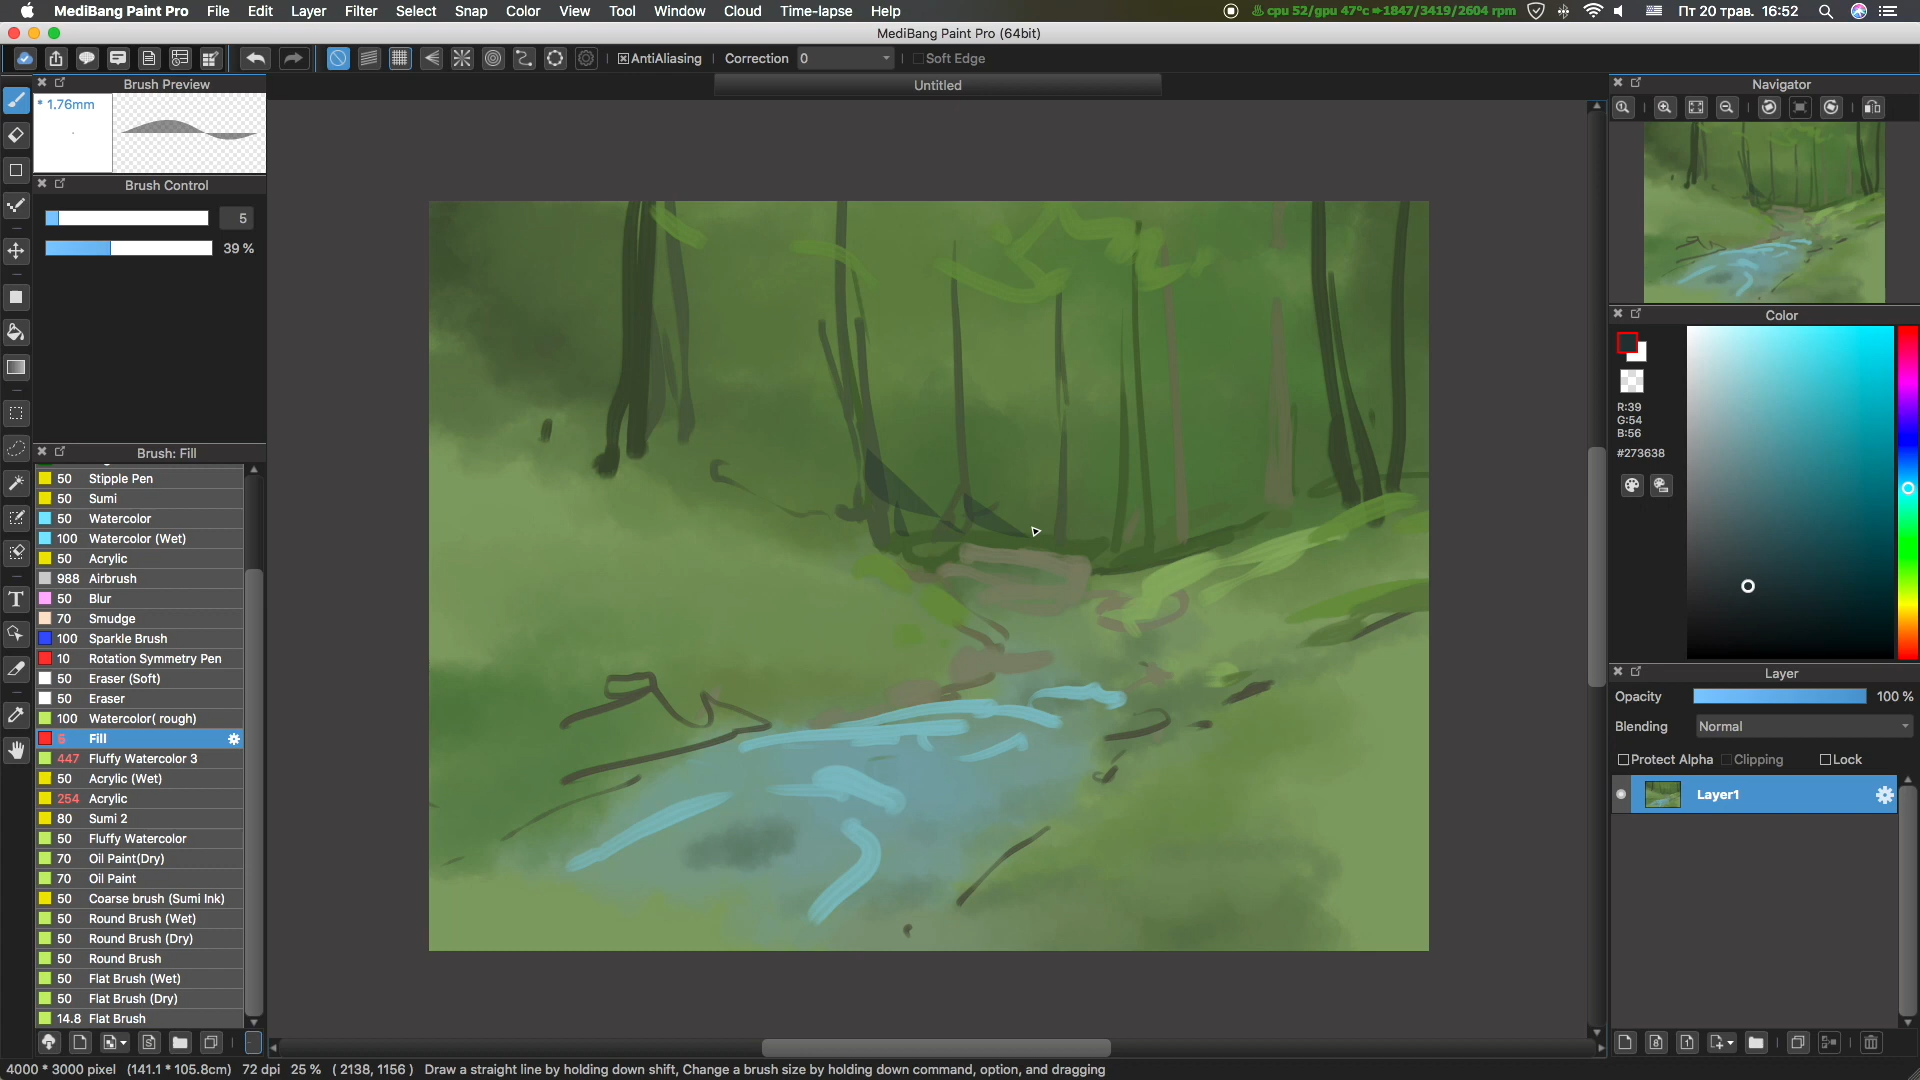 MediBang Paint Pro File Edit Layer Filter Select Snap Color View Tool Window Cloud Time-lapse Help
cpu 52/gpu 47°c 1847/3419/2604 rpm Пт 20 трав. 16:52
MediBang Paint Pro (64bit)
AntiAliasing Correction 0 Soft Edge
Untitled
Brush Preview
* 1.76mm
Brush Control
5
39 %
Brush: Fill
50 Stipple Pen
50 Sumi
50 Watercolor
100 Watercolor (Wet)
50 Acrylic
988 Airbrush
50 Blur
70 Smudge
100 Sparkle Brush
10 Rotation Symmetry Pen
50 Eraser (Soft)
50 Eraser
100 Watercolor( rough)
5 Fill
447 Fluffy Watercolor 3
50 Acrylic (Wet)
254 Acrylic
80 Sumi 2
50 Fluffy Watercolor
70 Oil Paint(Dry)
70 Oil Paint
50 Coarse brush (Sumi Ink)
50 Round Brush (Wet)
50 Round Brush (Dry)
50 Round Brush
50 Flat Brush (Wet)
50 Flat Brush (Dry)
14.8 Flat Brush
Navigator
Color
R:39
G:54
B:56
#273638
Layer
Opacity 100 %
Blending Normal
Protect Alpha Clipping Lock
Layer1
4000 * 3000 pixel (141.1 * 105.8cm) 72 dpi 25 % ( 2138, 1156 ) Draw a straight line by holding down shift, Change a brush size by holding down command, option, and dragging